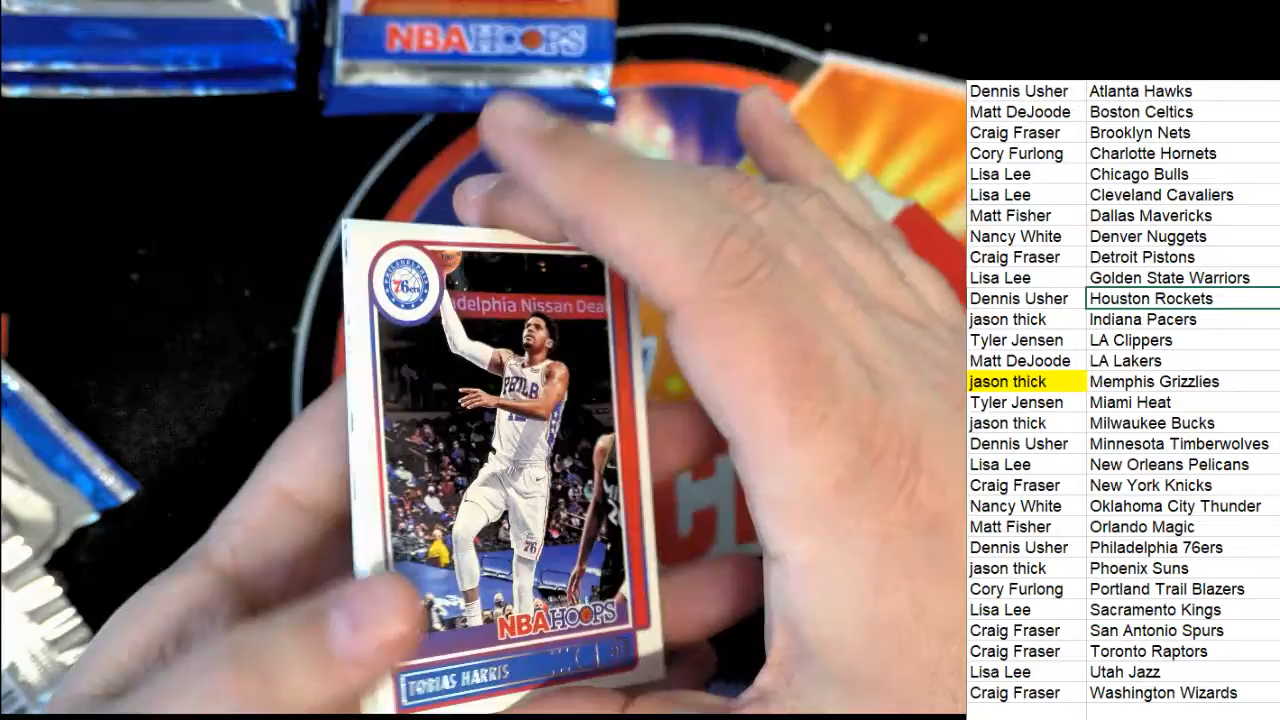 NBA HOOPS
PHILADELPHIA
76ers
adelphia Nissan Dea
PHILA
76
NBA HOOPS
TOBIAS HARRIS
Dennis Usher Atlanta Hawks
Matt DeJoode Boston Celtics
Craig Fraser Brooklyn Nets
Cory Furlong Charlotte Hornets
Lisa Lee Chicago Bulls
Lisa Lee Cleveland Cavaliers
Matt Fisher Dallas Mavericks
Nancy White Denver Nuggets
Craig Fraser Detroit Pistons
Lisa Lee Golden State Warriors
Dennis Usher Houston Rockets
jason thick Indiana Pacers
Tyler Jensen LA Clippers
Matt DeJoode LA Lakers
jason thick Memphis Grizzlies
Tyler Jensen Miami Heat
jason thick Milwaukee Bucks
Dennis Usher Minnesota Timberwolves
Lisa Lee New Orleans Pelicans
Craig Fraser New York Knicks
Nancy White Oklahoma City Thunder
Matt Fisher Orlando Magic
Dennis Usher Philadelphia 76ers
jason thick Phoenix Suns
Cory Furlong Portland Trail Blazers
Lisa Lee Sacramento Kings
Craig Fraser San Antonio Spurs
Craig Fraser Toronto Raptors
Lisa Lee Utah Jazz
Craig Fraser Washington Wizards